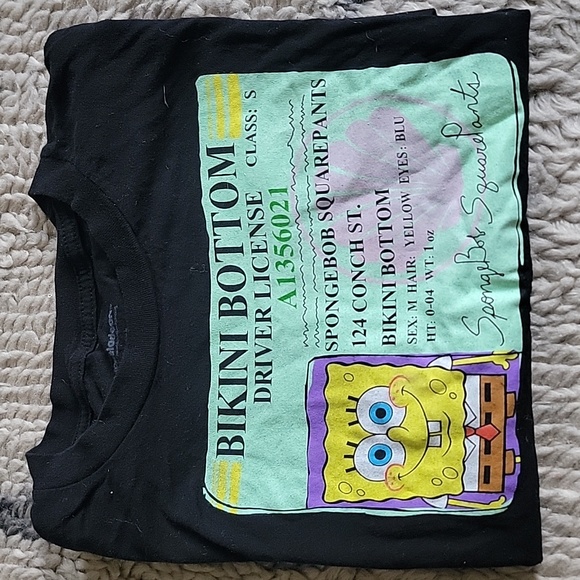 BIKINI BOTTOM
DRIVER LICENSE CLASS: S
A1356021
SPONGEBOB SQUAREPANTS
124 CONCH ST.
BIKINI BOTTOM
SEX: M HAIR: YELLOW EYES: BLU
HT: 0-04 WT: 1 oz
SpongeBob SquarePants